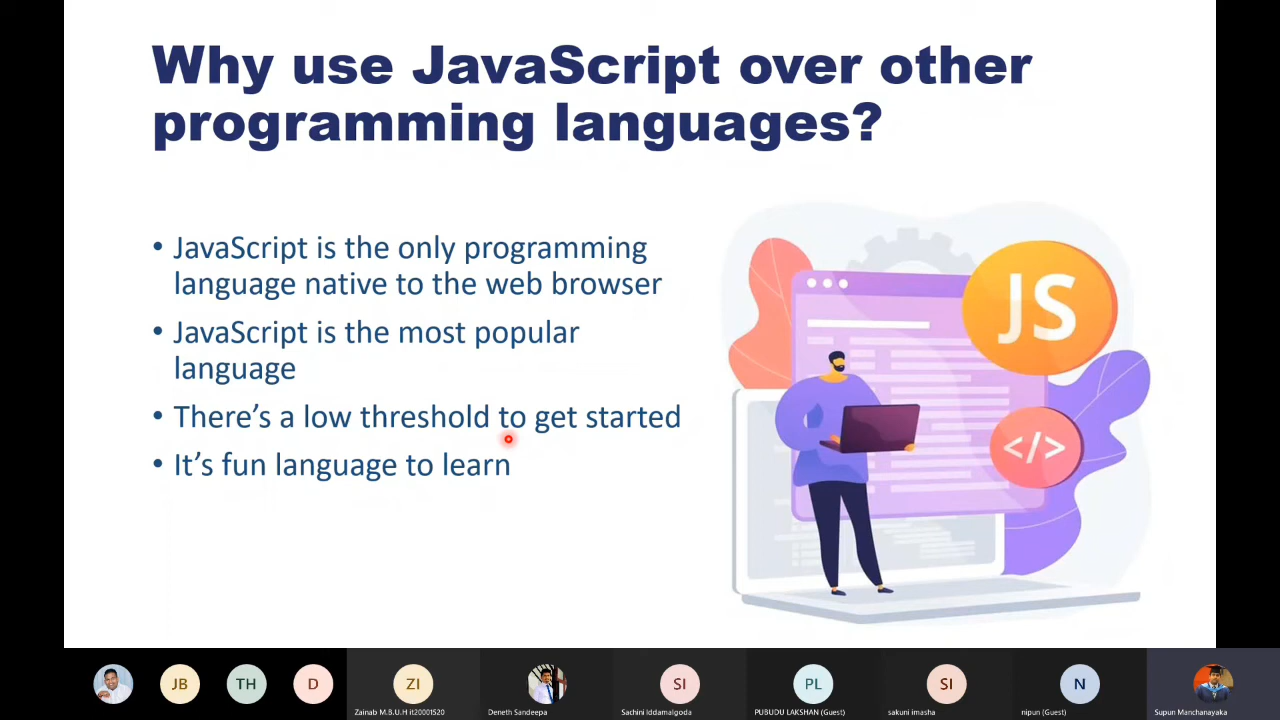 Why use JavaScript over other
programming languages?
• JavaScript is the only programming
language native to the web browser
• JavaScript is the most popular
language
• There’s a low threshold to get started
• It’s fun language to learn
JS
</>
JB
TH
D
ZI
SI
PL
SI
N
Zainab M.B.U.H it20001520
Deneth Sandeepa
Sachini Iddamalgoda
PUBUDU LAKSHAN (Guest)
sakuni imasha
nipun (Guest)
Supun Manchanayaka